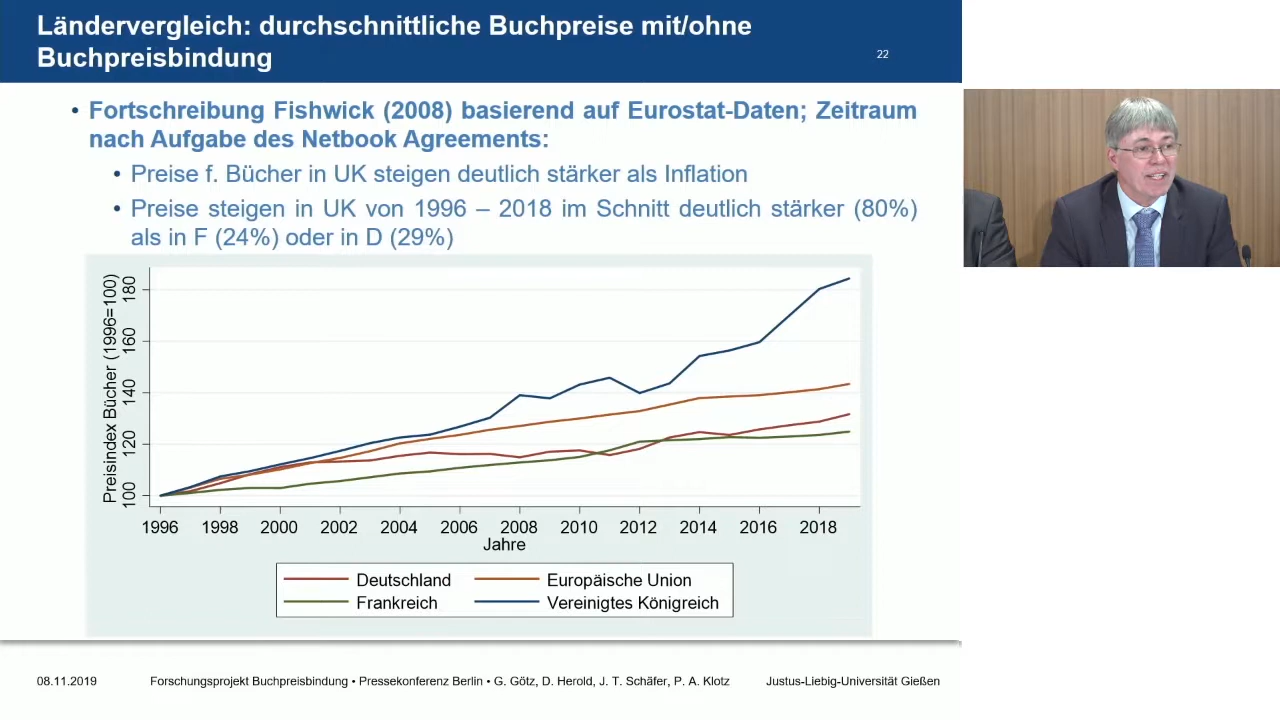 Ländervergleich: durchschnittliche Buchpreise mit/ohne
Buchpreisbindung
22
• Fortschreibung Fishwick (2008) basierend auf Eurostat-Daten; Zeitraum
nach Aufgabe des Netbook Agreements:
• Preise f. Bücher in UK steigen deutlich stärker als Inflation
• Preise steigen in UK von 1996 – 2018 im Schnitt deutlich stärker (80%)
als in F (24%) oder in D (29%)
Preisindex Bücher (1996=100)
180
160
140
120
100
1996 1998 2000 2002 2004 2006 2008 2010 2012 2014 2016 2018
Jahre
Deutschland Europäische Union
Frankreich Vereinigtes Königreich
08.11.2019 Forschungsprojekt Buchpreisbindung • Pressekonferenz Berlin • G. Götz, D. Herold, J. T. Schäfer, P. A. Klotz Justus-Liebig-Universität Gießen